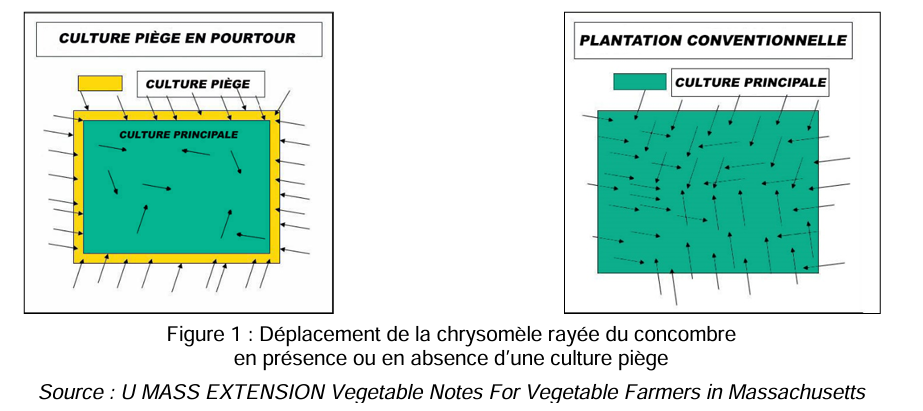 CULTURE PIÈGE EN POURTOUR
CULTURE PIÈGE
CULTURE PRINCIPALE
PLANTATION CONVENTIONNELLE
CULTURE PRINCIPALE
Figure 1 : Déplacement de la chrysomèle rayée du concombre
en présence ou en absence d'une culture piège
Source : U MASS EXTENSION Vegetable Notes For Vegetable Farmers in Massachusetts